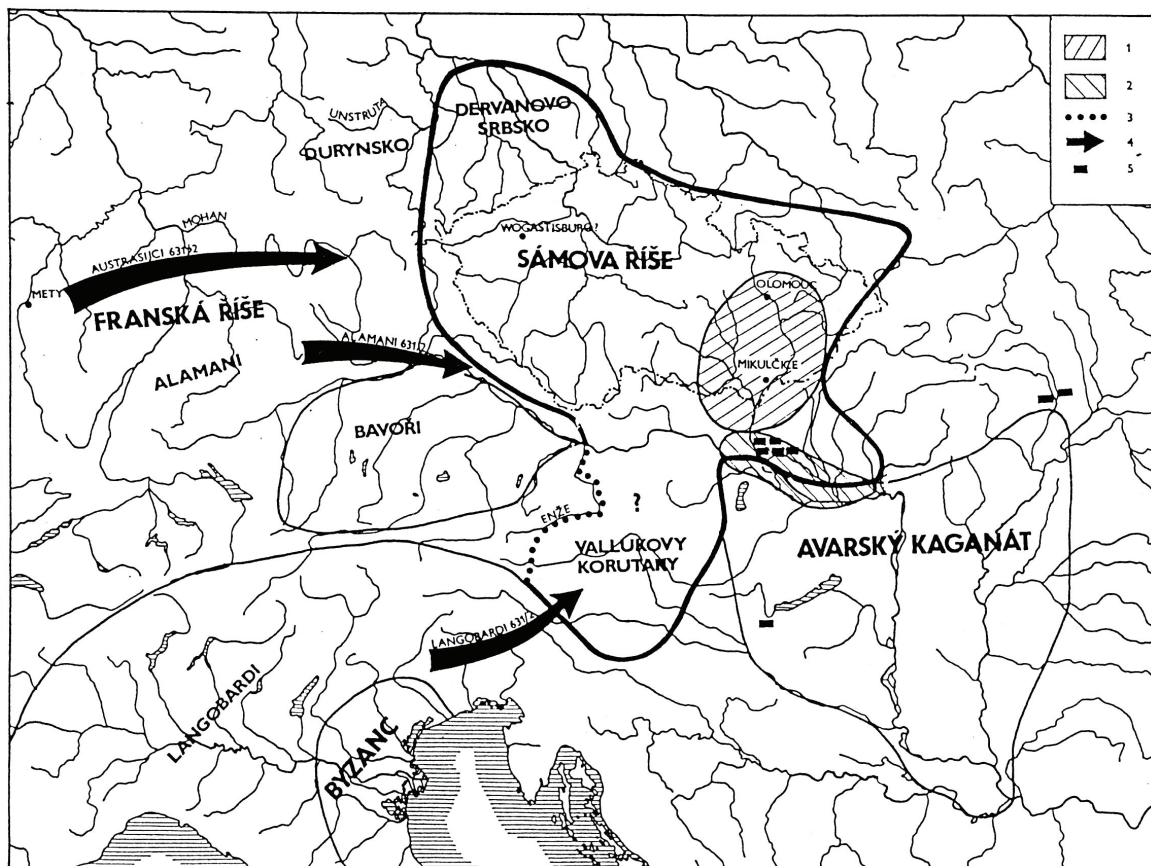 1
2
3
4
5
UNSTRUTA
DERVANOVO
SRBSKO
DURYNSKO
MOHAN
WOGASTISBURG?
SÁMOVA ŘÍŠE
AUSTRASIJCI 631/2
METY
FRANSKÁ ŘÍŠE
OLOMOUC
ALAMANI 631/2
ALAMANI
MIKULČICE
BAVOŘI
ENŽE
?
VALLUKOVY
KORUTANY
AVARSKÝ KAGANÁT
LANGOBARDI 631/2
LANGOBARDI
BYZANC